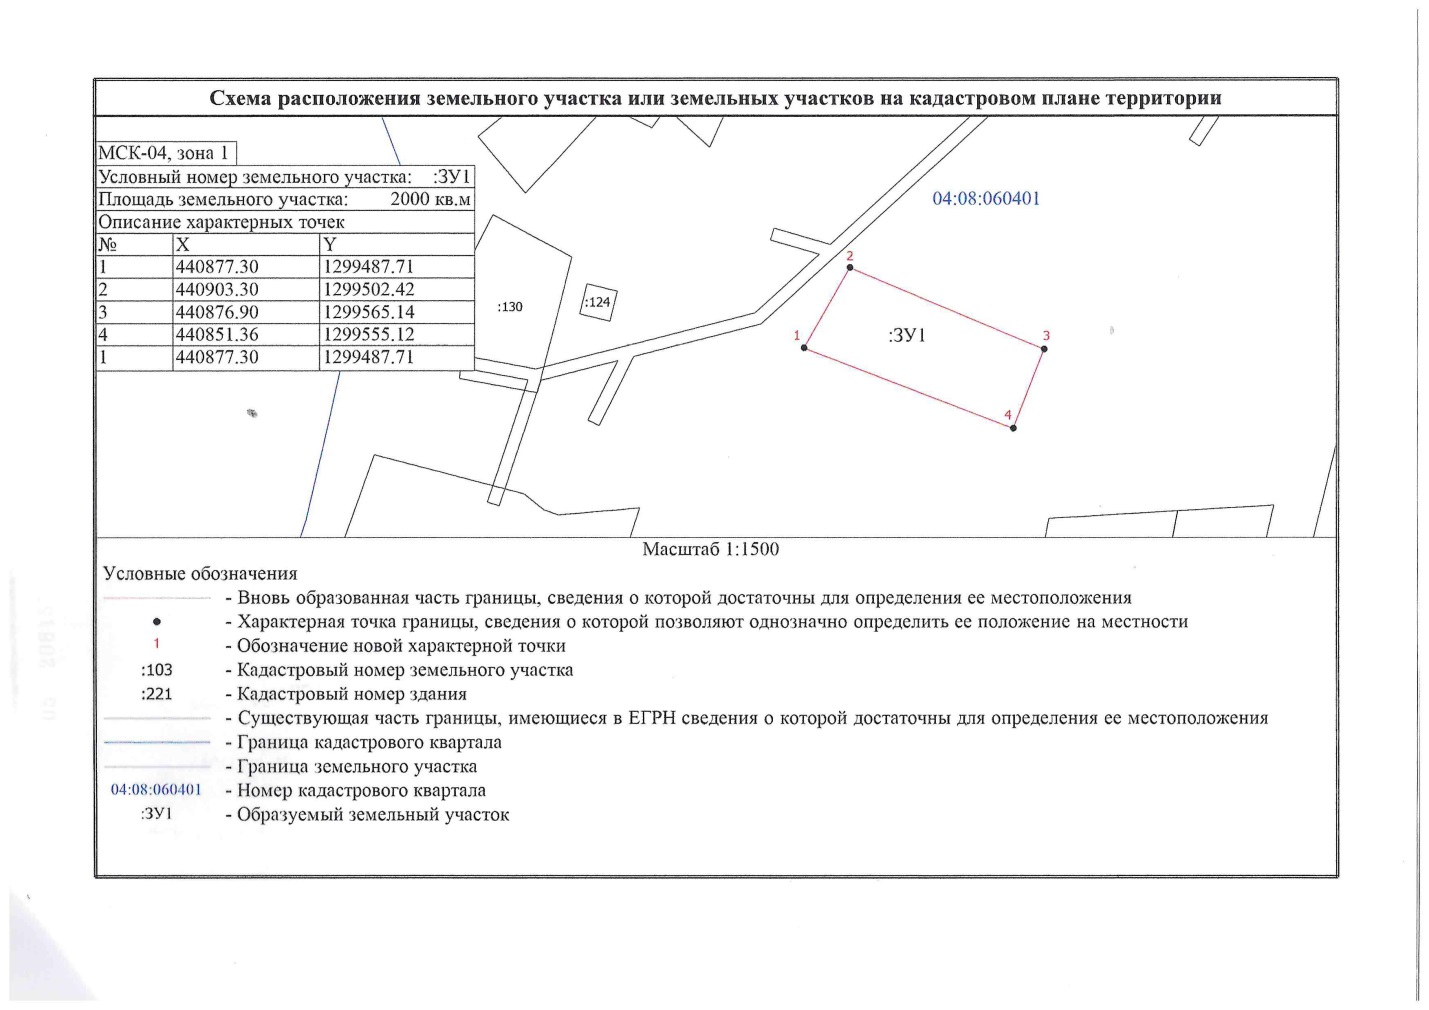 Схема расположения земельного участка или земельных участков на кадастровом плане территории
МСК-04, зона 1
Условный номер земельного участка: :ЗУ1
Площадь земельного участка: 2000 кв.м
Описание характерных точек
№ X Y
1 440877.30 1299487.71
2 440903.30 1299502.42
3 440876.90 1299565.14
4 440851.36 1299555.12
1 440877.30 1299487.71
04:08:060401
2
:124
:130
1
:ЗУ1
3
4
Масштаб 1:1500
Условные обозначения
- Вновь образованная часть границы, сведения о которой достаточны для определения ее местоположения
- Характерная точка границы, сведения о которой позволяют однозначно определить ее положение на местности
1 - Обозначение новой характерной точки
:103 - Кадастровый номер земельного участка
:221 - Кадастровый номер здания
- Существующая часть границы, имеющиеся в ЕГРН сведения о которой достаточны для определения ее местоположения
- Граница кадастрового квартала
- Граница земельного участка
04:08:060401 - Номер кадастрового квартала
:ЗУ1 - Образуемый земельный участок